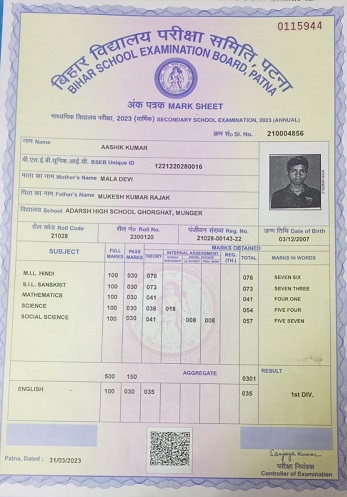 0115944
बिहार विद्यालय परीक्षा समिति, पटना
BIHAR SCHOOL EXAMINATION BOARD, PATNA
अंक पत्रक MARK SHEET
माध्यमिक विद्यालय परीक्षा, 2023 (वार्षिक) SECONDARY SCHOOL EXAMINATION, 2023 (ANNUAL)
क्रम सं०/Sl. No. 210004856
नाम Name
AASHIK KUMAR
बी.एस.ई.बी.यूनिक.आई.डी. BSEB Unique ID
1221220280016
माता का नाम Mother's Name MALA DEVI
पिता का नाम Father's Name MUKESH KUMAR RAJAK
विद्यालय School ADARSH HIGH SCHOOL GHORGHAT, MUNGER
रौल कोड Roll Code रौल नं० Roll No. पंजीयन संख्या Reg. No. जन्म तिथि Date of Birth
21028 2300120 21028-00143-22 03/12/2007
SUBJECT FULL MARKS PASS MARKS MARKS OBTAINED
THEORY INTERNAL ASSESSMENT REG. (TH.) TOTAL MARKS IN WORDS
M.I.L. HINDI 100 030 076 076 SEVEN SIX
S.I.L. SANSKRIT 100 030 073 073 SEVEN THREE
MATHEMATICS 100 030 041 041 FOUR ONE
SCIENCE 100 030 036 018 054 FIVE FOUR
SOCIAL SCIENCE 100 030 041 008 008 057 FIVE SEVEN
500 150 AGGREGATE 0301 RESULT
ENGLISH 100 030 035 035 1st DIV.
Patna, Dated : 31/03/2023
Sanjay Kumar
परीक्षा नियंत्रक
Controller of Examination